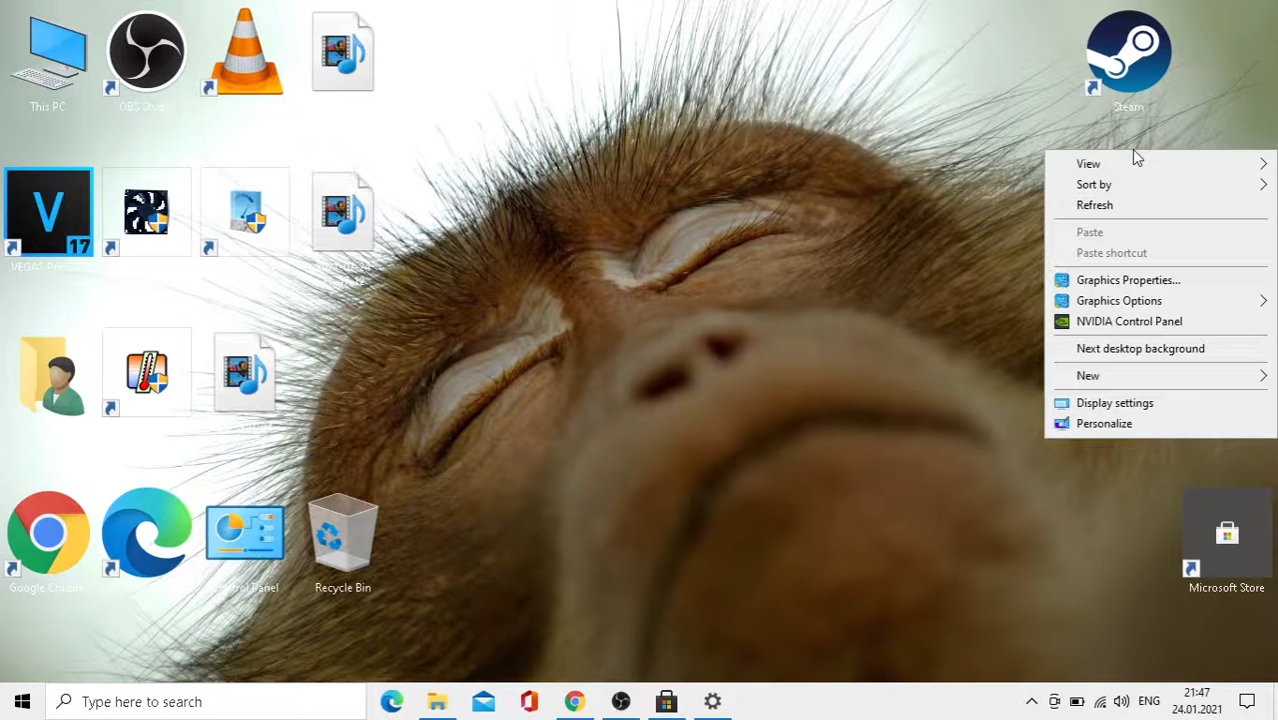 This PC
OBS Studio
Steam
View
Sort by
Refresh
Paste
Paste shortcut
Graphics Properties...
Graphics Options
NVIDIA Control Panel
Next desktop background
New
Display settings
Personalize
V
17
VEGAS
Google Chrome
Control Panel
Recycle Bin
Microsoft Store
Type here to search
ENG
21:47
24.01.2021